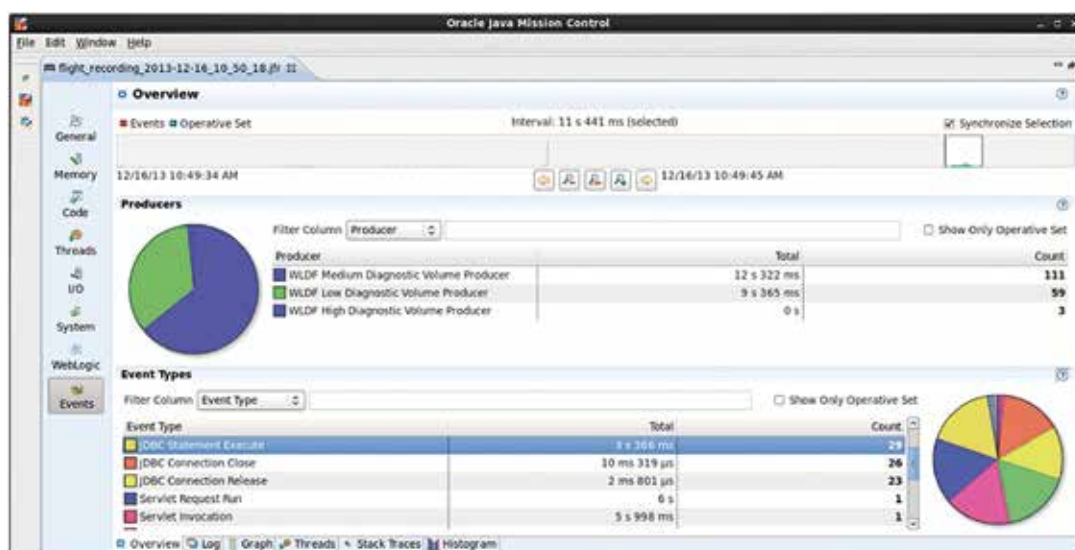 Oracle Java Mission Control
File Edit Window Help
flight_recording_2013-12-16_10_50_18.jfr
Overview
Events Operative Set
Interval: 11 s 441 ms (selected)
Synchronize Selection
12/16/13 10:49:34 AM
12/16/13 10:49:45 AM
General
Memory
Code
Threads
I/O
System
WebLogic
Events
Producers
Filter Column Producer
Show Only Operative Set
Producer Total Count
WLDF Medium Diagnostic Volume Producer 12 s 322 ms 111
WLDF Low Diagnostic Volume Producer 9 s 365 ms 59
WLDF High Diagnostic Volume Producer 0 s 3
Event Types
Filter Column Event Type
Show Only Operative Set
Event Type Total Count
JDBC Statement Execute 3 s 366 ms 29
JDBC Connection Close 10 ms 319 µs 26
JDBC Connection Release 2 ms 801 µs 23
Servlet Request Run 6 s 1
Servlet Invocation 5 s 998 ms 1
Overview Log Graph Threads Stack Traces Histogram